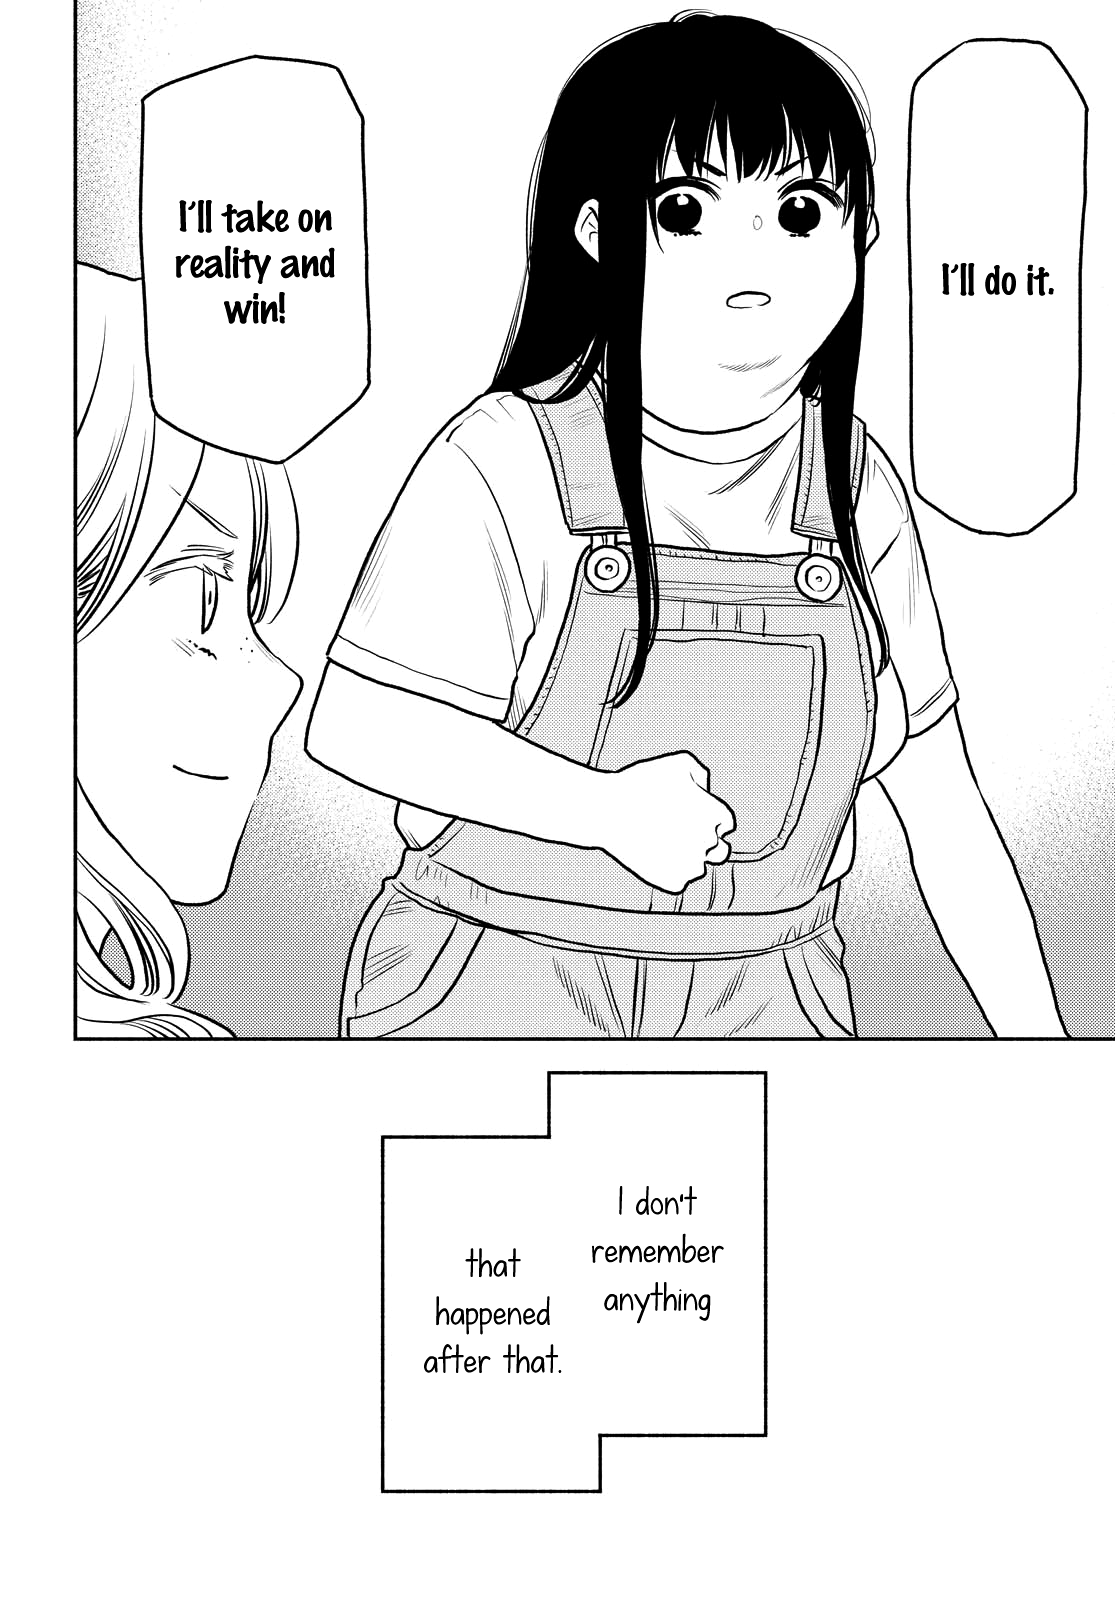 I'll do it.
I'll take on
reality and
win!
I don't
remember
anything
that
happened
after that.